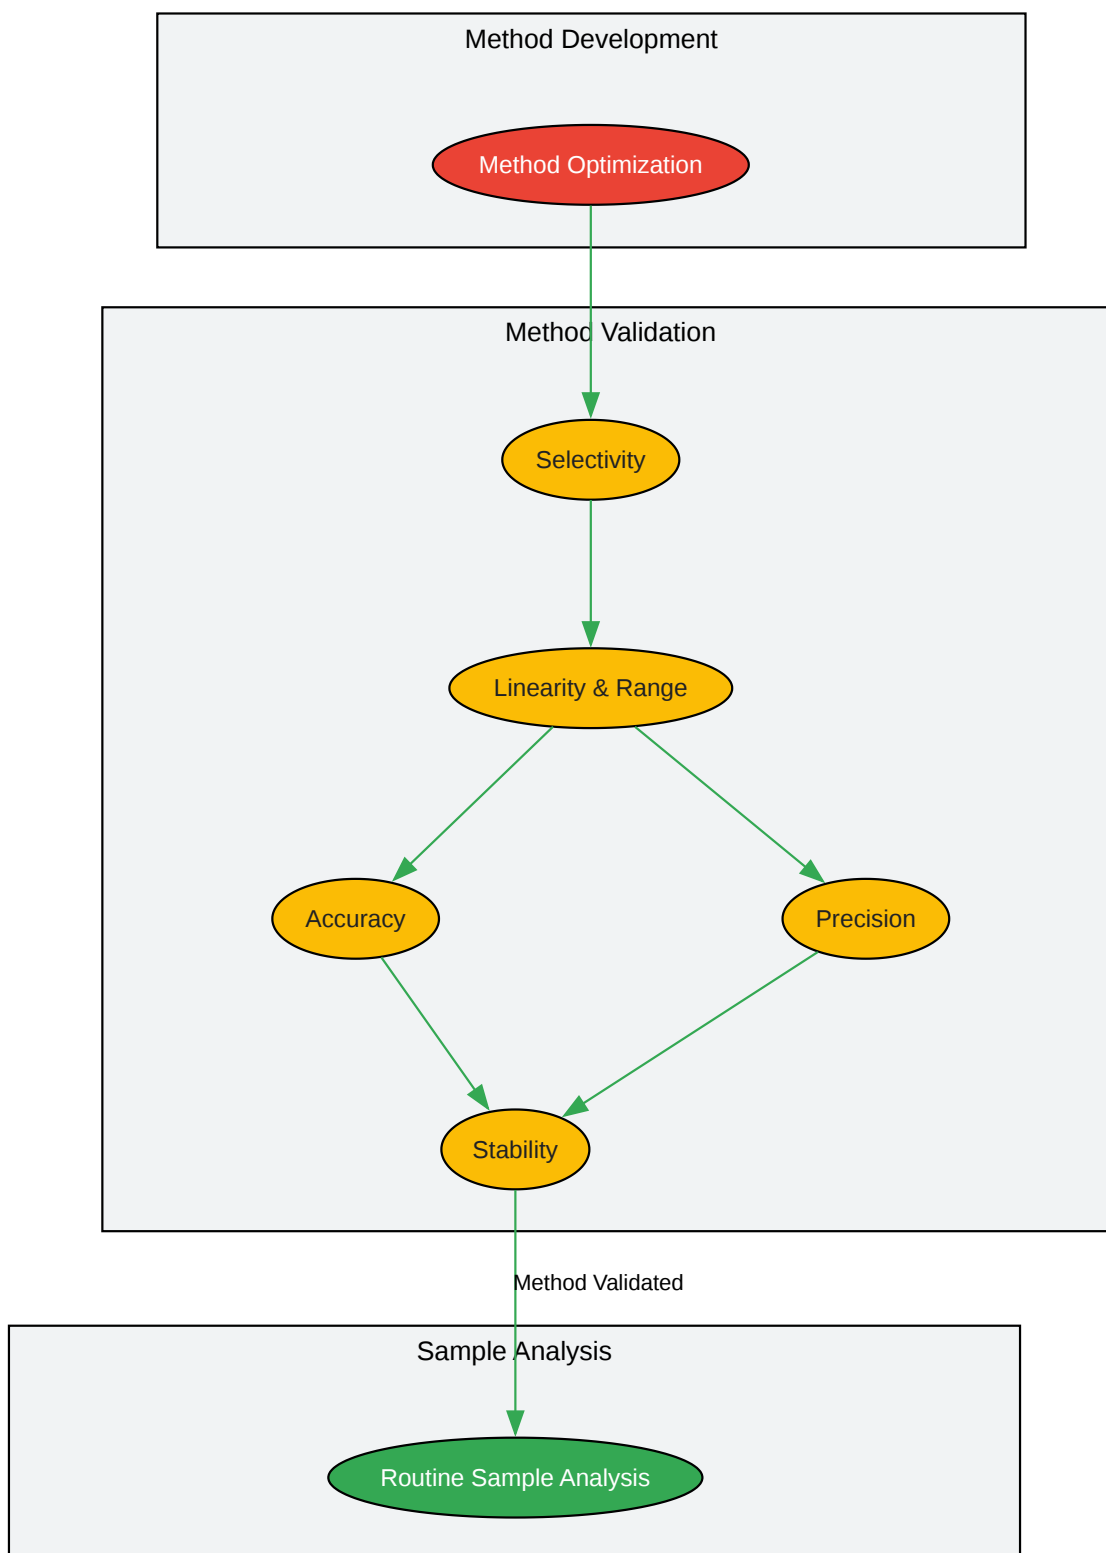 Method Development
Method Optimization
Method Validation
Selectivity
Linearity & Range
Accuracy
Precision
Stability
Method Validated
Sample Analysis
Routine Sample Analysis